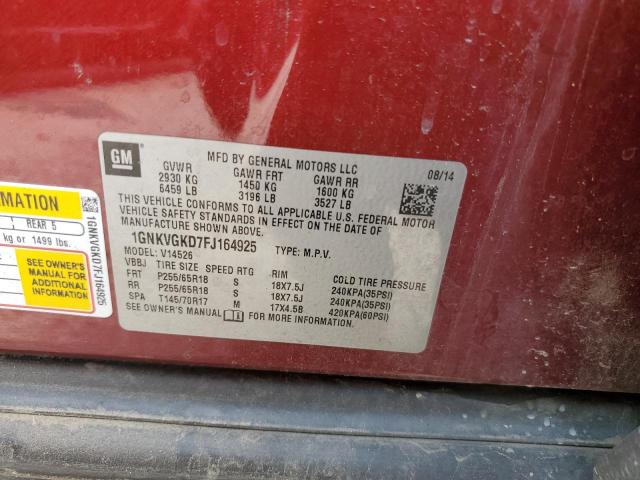 GM
MFD BY GENERAL MOTORS LLC
08/14
GVWR GAWR FRT GAWR RR
2930 KG 1450 KG 1600 KG
6459 LB 3196 LB 3527 LB
THIS VEHICLE CONFORMS TO ALL APPLICABLE U.S. FEDERAL MOTOR
VEHICLE SAFETY STANDARDS IN EFFECT ON THE DATE OF
MANUFACTURE SHOWN ABOVE.
1GNKVGKD7FJ164925 TYPE: M.P.V.
MODEL: V14526
VBBJ TIRE SIZE SPEED RTG RIM COLD TIRE PRESSURE
FRT P255/65R18 S 18X7.5J 240KPA(35PSI)
RR P255/65R18 S 18X7.5J 240KPA(35PSI)
SPA T145/70R17 M 17X4.5B 420KPA(60PSI)
SEE OWNER'S MANUAL FOR MORE INFORMATION.
RMATION
REAR 5
kg or 1499 lbs.
SEE OWNER'S
MANUAL FOR
ADDITIONAL
INFORMATION
1GNKVGKD7FJ164925